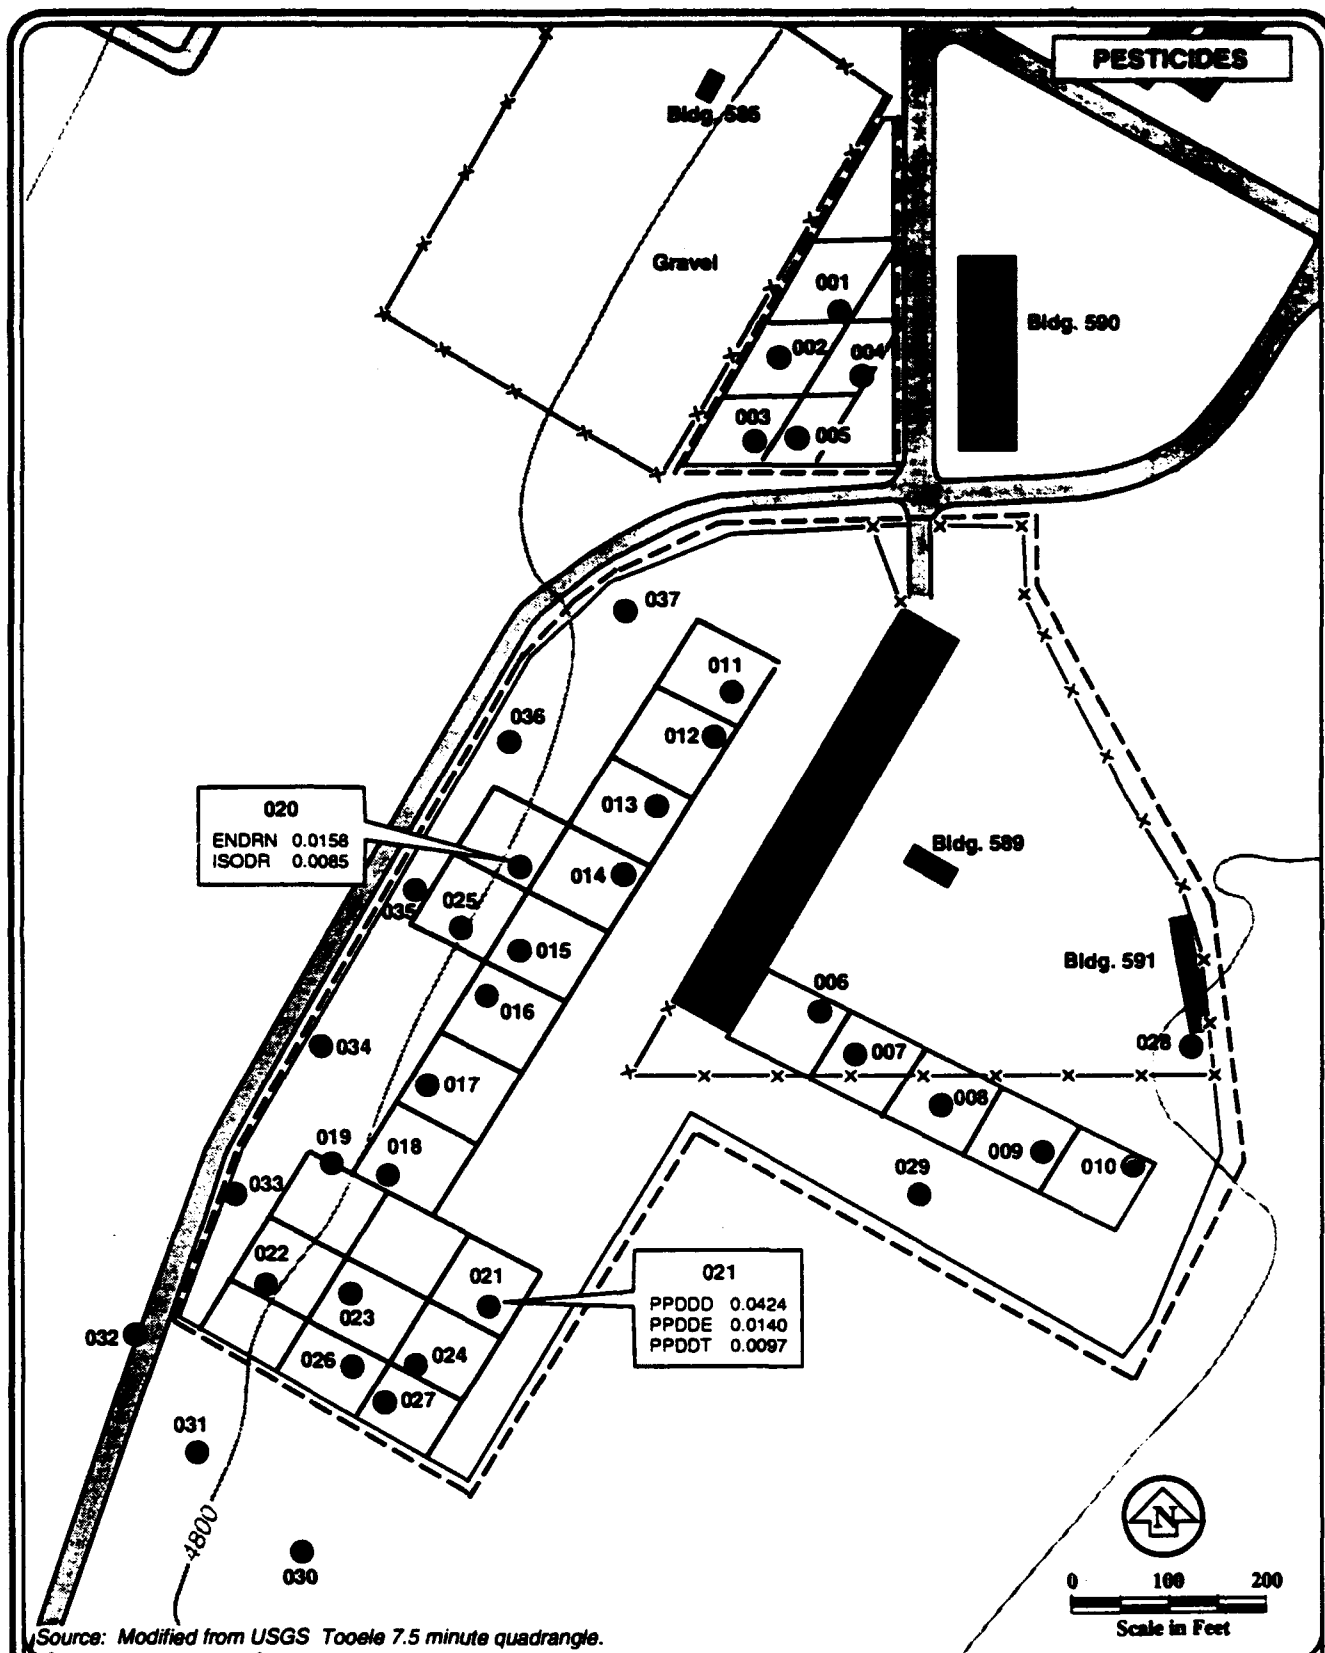 PESTICIDES
Bldg. 585
Gravel
001
Bldg. 590
002
004
003
005
037
011
036
012
020
ENDRN 0.0158
ISODR 0.0085
013
Bldg. 589
014
035
025
015
Bldg. 591
006
016
034
007
028
017
008
019
018
009
010
033
029
022
021
023
021
PPDDD 0.0424
PPDDE 0.0140
PPDDT 0.0097
032
026
024
027
031
4800
030
N
0 100 200
Scale in Feet
Source: Modified from USGS Tooele 7.5 minute quadrangle.